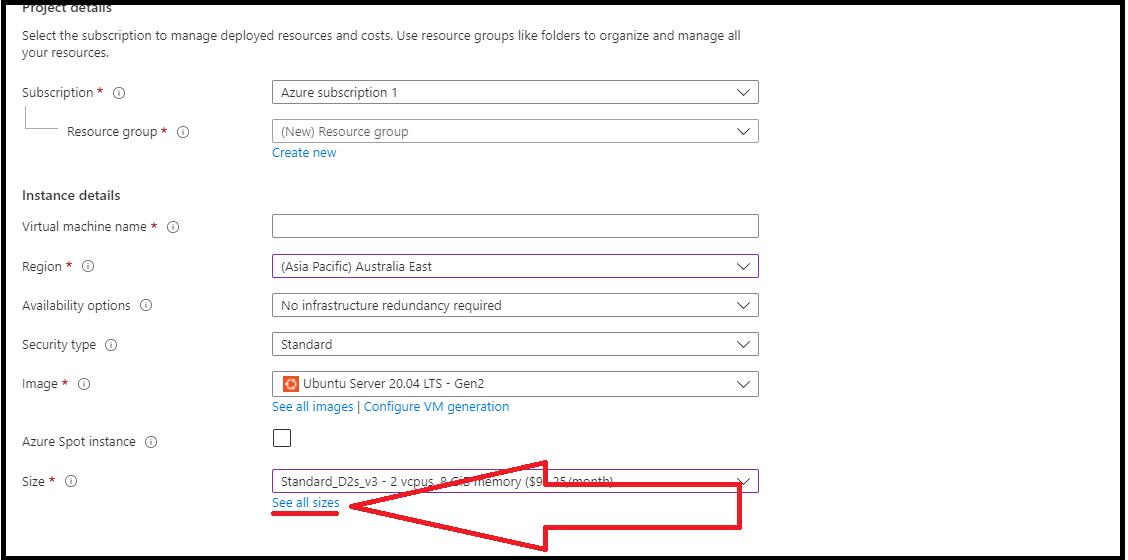 Project details
Select the subscription to manage deployed resources and costs. Use resource groups like folders to organize and manage all
your resources.
Subscription * Azure subscription 1
Resource group * (New) Resource group
Create new
Instance details
Virtual machine name *
Region * (Asia Pacific) Australia East
Availability options No infrastructure redundancy required
Security type Standard
Image * Ubuntu Server 20.04 LTS - Gen2
See all images | Configure VM generation
Azure Spot instance
Size * Standard_D2s_v3 - 2 vcpus, 8 GiB memory
See all sizes